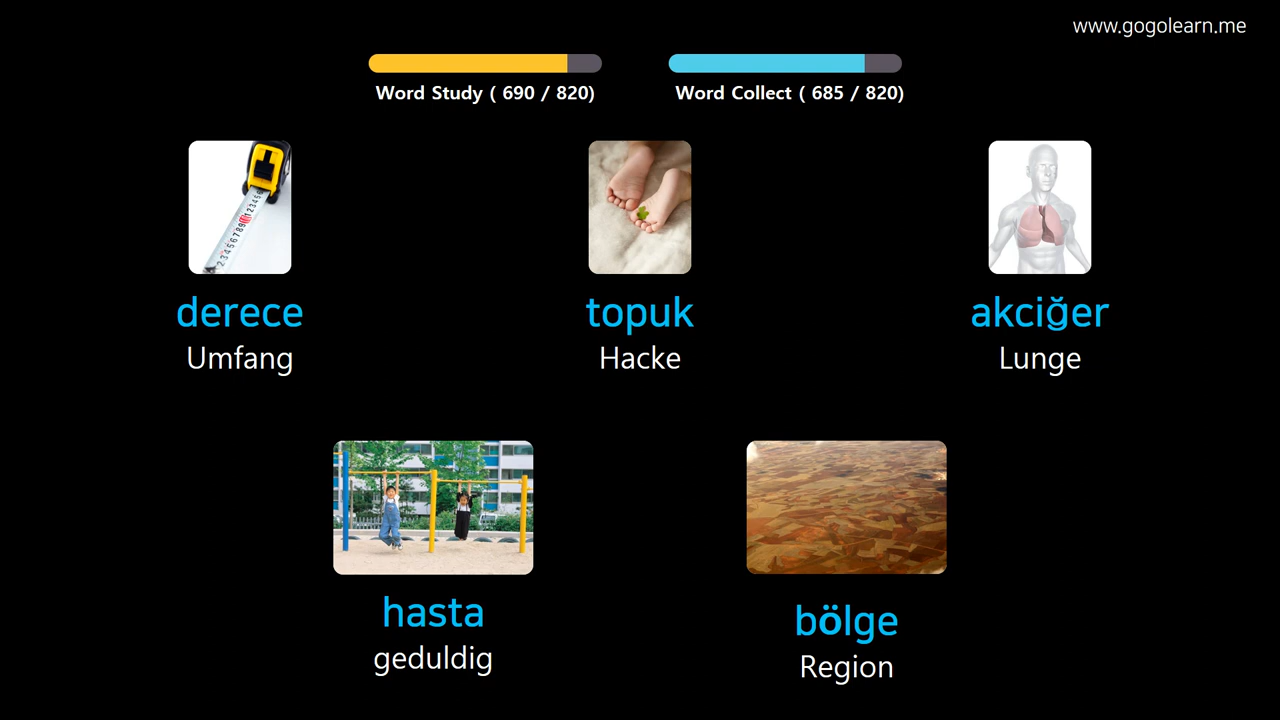 www.gogolearn.me
Word Study ( 690 / 820)
Word Collect ( 685 / 820)
derece
Umfang
topuk
Hacke
akciğer
Lunge
hasta
geduldig
bölge
Region